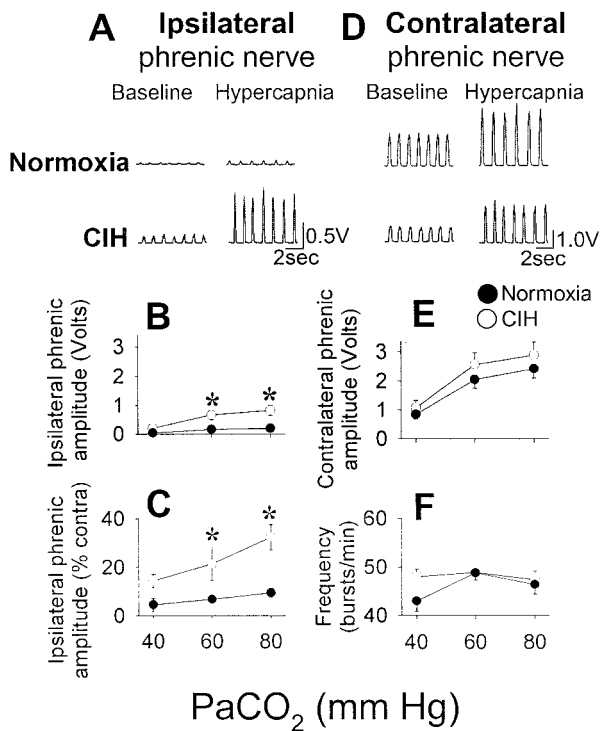 A Ipsilateral phrenic nerve
Baseline Hypercapnia
D Contralateral phrenic nerve
Baseline Hypercapnia
Normoxia
CIH
0.5V
2sec
1.0V
2sec
Normoxia
CIH
B
Ipsilateral phrenic amplitude (Volts)
3
2
1
0
* *
E
Contralateral phrenic amplitude (Volts)
3
2
1
0
C
Ipsilateral phrenic amplitude (% contra)
40
20
0
* *
40 60 80
F
Frequency (bursts/min)
60
50
40
40 60 80
PaCO2 (mm Hg)